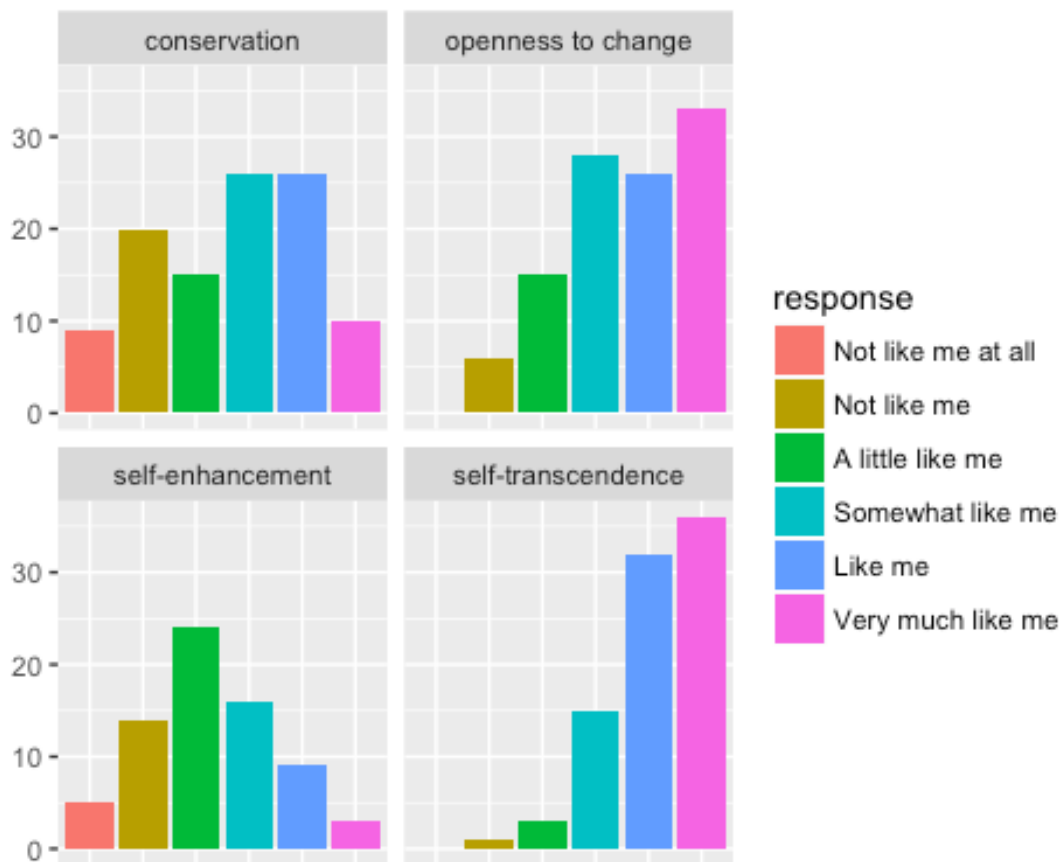 conservation
openness to change
30
20
10
0
self-enhancement
self-transcendence
30
20
10
0
response
Not like me at all
Not like me
A little like me
Somewhat like me
Like me
Very much like me